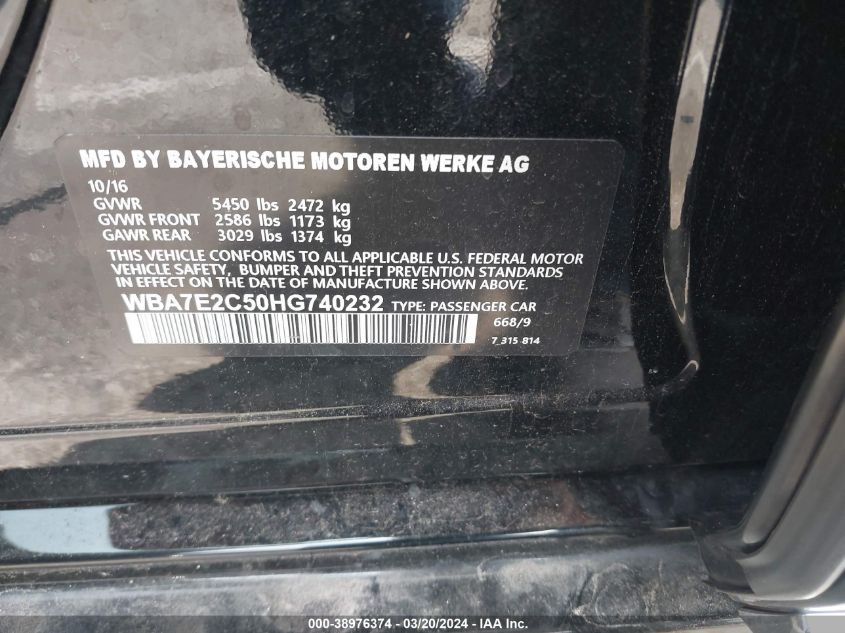 MFD BY BAYERISCHE MOTOREN WERKE AG
10/16
GVWR 5450 lbs 2472 kg
GVWR FRONT 2586 lbs 1173 kg
GAWR REAR 3029 lbs 1374 kg
THIS VEHICLE CONFORMS TO ALL APPLICABLE U.S. FEDERAL MOTOR
VEHICLE SAFETY, BUMPER AND THEFT PREVENTION STANDARDS
IN EFFECT ON THE DATE OF MANUFACTURE SHOWN ABOVE.
WBA7E2C50HG740232 TYPE: PASSENGER CAR
668/9
7 315 814
000-38976374 / 03/20/2024 - IAA Inc.